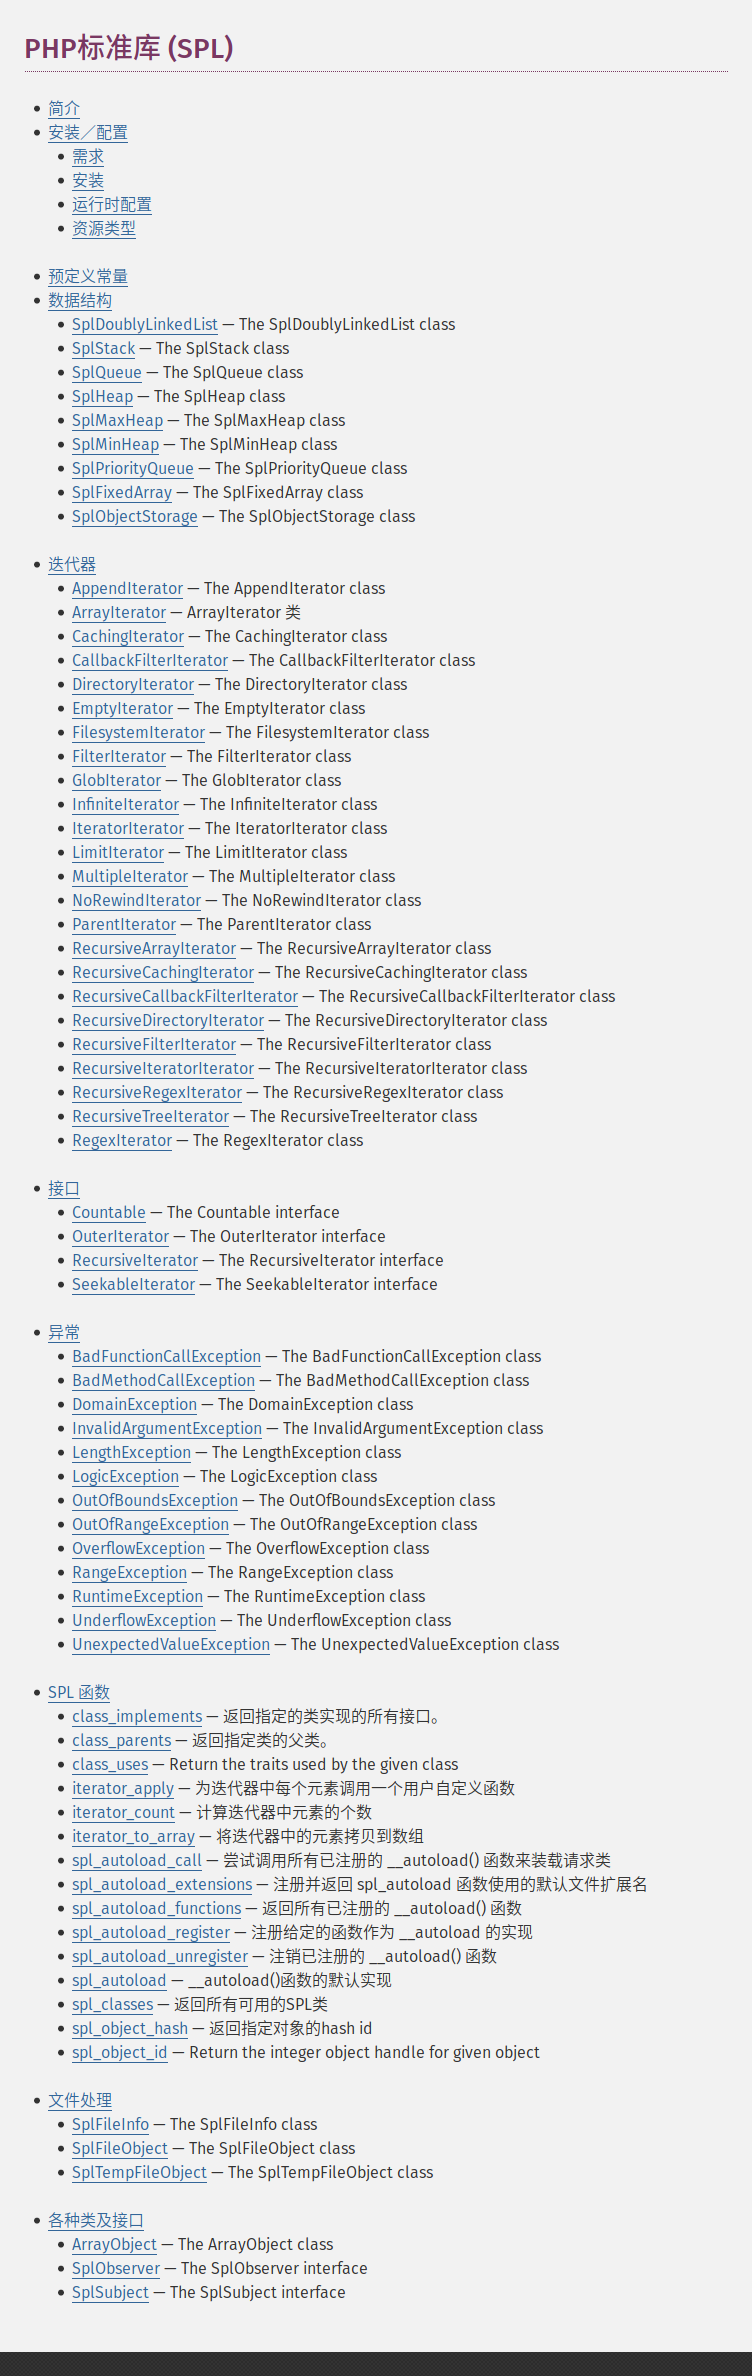 PHP标准库 (SPL)
简介
安装／配置
需求
安装
运行时配置
资源类型
预定义常量
数据结构
SplDoublyLinkedList — The SplDoublyLinkedList class
SplStack — The SplStack class
SplQueue — The SplQueue class
SplHeap — The SplHeap class
SplMaxHeap — The SplMaxHeap class
SplMinHeap — The SplMinHeap class
SplPriorityQueue — The SplPriorityQueue class
SplFixedArray — The SplFixedArray class
SplObjectStorage — The SplObjectStorage class
迭代器
AppendIterator — The AppendIterator class
ArrayIterator — ArrayIterator 类
CachingIterator — The CachingIterator class
CallbackFilterIterator — The CallbackFilterIterator class
DirectoryIterator — The DirectoryIterator class
EmptyIterator — The EmptyIterator class
FilesystemIterator — The FilesystemIterator class
FilterIterator — The FilterIterator class
GlobIterator — The GlobIterator class
InfiniteIterator — The InfiniteIterator class
IteratorIterator — The IteratorIterator class
LimitIterator — The LimitIterator class
MultipleIterator — The MultipleIterator class
NoRewindIterator — The NoRewindIterator class
ParentIterator — The ParentIterator class
RecursiveArrayIterator — The RecursiveArrayIterator class
RecursiveCachingIterator — The RecursiveCachingIterator class
RecursiveCallbackFilterIterator — The RecursiveCallbackFilterIterator class
RecursiveDirectoryIterator — The RecursiveDirectoryIterator class
RecursiveFilterIterator — The RecursiveFilterIterator class
RecursiveIteratorIterator — The RecursiveIteratorIterator class
RecursiveRegexIterator — The RecursiveRegexIterator class
RecursiveTreeIterator — The RecursiveTreeIterator class
RegexIterator — The RegexIterator class
接口
Countable — The Countable interface
OuterIterator — The OuterIterator interface
RecursiveIterator — The RecursiveIterator interface
SeekableIterator — The SeekableIterator interface
异常
BadFunctionCallException — The BadFunctionCallException class
BadMethodCallException — The BadMethodCallException class
DomainException — The DomainException class
InvalidArgumentException — The InvalidArgumentException class
LengthException — The LengthException class
LogicException — The LogicException class
OutOfBoundsException — The OutOfBoundsException class
OutOfRangeException — The OutOfRangeException class
OverflowException — The OverflowException class
RangeException — The RangeException class
RuntimeException — The RuntimeException class
UnderflowException — The UnderflowException class
UnexpectedValueException — The UnexpectedValueException class
SPL 函数
class_implements — 返回指定的类实现的所有接口。
class_parents — 返回指定类的父类。
class_uses — Return the traits used by the given class
iterator_apply — 为迭代器中每个元素调用一个用户自定义函数
iterator_count — 计算迭代器中元素的个数
iterator_to_array — 将迭代器中的元素拷贝到数组
spl_autoload_call — 尝试调用所有已注册的 __autoload() 函数来装载请求类
spl_autoload_extensions — 注册并返回 spl_autoload 函数使用的默认文件扩展名
spl_autoload_functions — 返回所有已注册的 __autoload() 函数
spl_autoload_register — 注册给定的函数作为 __autoload 的实现
spl_autoload_unregister — 注销已注册的 __autoload() 函数
spl_autoload — __autoload()函数的默认实现
spl_classes — 返回所有可用的SPL类
spl_object_hash — 返回指定对象的hash id
spl_object_id — Return the integer object handle for given object
文件处理
SplFileInfo — The SplFileInfo class
SplFileObject — The SplFileObject class
SplTempFileObject — The SplTempFileObject class
各种类及接口
ArrayObject — The ArrayObject class
SplObserver — The SplObserver interface
SplSubject — The SplSubject interface